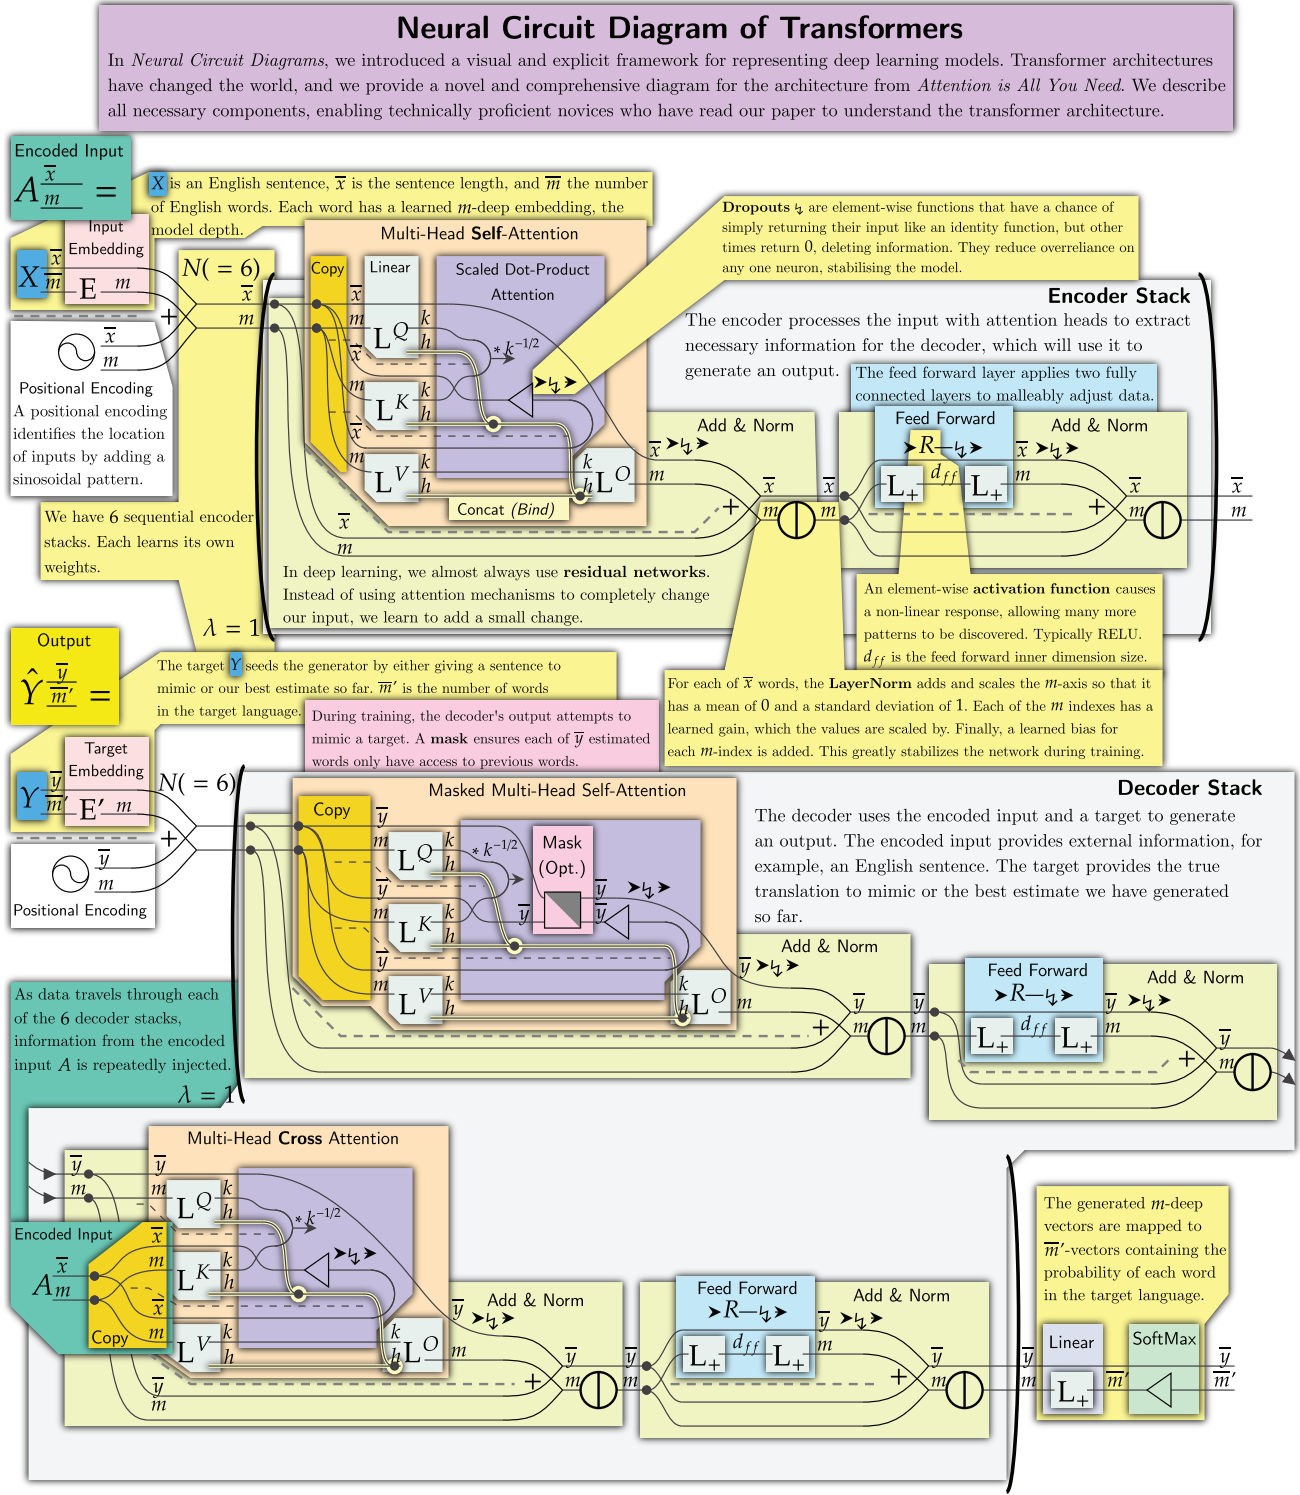 Neural Circuit Diagram of Transformers
In Neural Circuit Diagrams, we introduced a visual and explicit framework for representing deep learning models. Transformer architectures
have changed the world, and we provide a novel and comprehensive diagram for the architecture from Attention is All You Need. We describe
all necessary components, enabling technically proficient novices who have read our paper to understand the transformer architecture.
Encoded Input
A x̅ m =
X is an English sentence, x̅ is the sentence length, and m̅ the number
of English words. Each word has a learned m-deep embedding, the
model depth.
Input
Embedding
X x̅ m̅ E m
N(= 6)
x̅
m
+
x̅
m
Positional Encoding
A positional encoding
identifies the location
of inputs by adding a
sinosoidal pattern.
We have 6 sequential encoder
stacks. Each learns its own
weights.
λ = 1
Multi-Head Self-Attention
Copy
Linear
Scaled Dot-Product
Attention
x̅
m L^Q k
h
* k^-1/2
x̅
m L^K k
h
x̅
m L^V k
h
k
h L^O
Concat (Bind)
x̅
m
Dropouts ↯ are element-wise functions that have a chance of
simply returning their input like an identity function, but other
times return 0, deleting information. They reduce overreliance on
any one neuron, stabilising the model.
Encoder Stack
The encoder processes the input with attention heads to extract
necessary information for the decoder, which will use it to
generate an output.
The feed forward layer applies two fully
connected layers to malleably adjust data.
Add & Norm
x̅
m
+
x̅
m
x̅
m
Feed Forward
R
L+ d_ff L+
x̅
m
Add & Norm
+
x̅
m
x̅
m
In deep learning, we almost always use residual networks.
Instead of using attention mechanisms to completely change
our input, we learn to add a small change.
An element-wise activation function causes
a non-linear response, allowing many more
patterns to be discovered. Typically RELU.
d_ff is the feed forward inner dimension size.
For each of x̅ words, the LayerNorm adds and scales the m-axis so that it
has a mean of 0 and a standard deviation of 1. Each of the m indexes has a
learned gain, which the values are scaled by. Finally, a learned bias for
each m-index is added. This greatly stabilizes the network during training.
Output
Ŷ y̅ m̅′ =
The target Y seeds the generator by either giving a sentence to
mimic or our best estimate so far. m̅′ is the number of words
in the target language.
During training, the decoder's output attempts to
mimic a target. A mask ensures each of y̅ estimated
words only have access to previous words.
Target
Embedding
Y y̅ m̅′ E′ m
N(= 6)
+
y̅
m
Positional Encoding
Masked Multi-Head Self-Attention
Copy
y̅
m L^Q k
h
* k^-1/2
Mask
(Opt.)
y̅
y̅
y̅
y̅
m L^K k
h
y̅
m L^V k
h
k
h L^O
Decoder Stack
The decoder uses the encoded input and a target to generate
an output. The encoded input provides external information, for
example, an English sentence. The target provides the true
translation to mimic or the best estimate we have generated
so far.
Add & Norm
y̅
m
+
y̅
m
y̅
m
Feed Forward
R
L+ d_ff L+
y̅
m
Add & Norm
+
y̅
m
As data travels through each
of the 6 decoder stacks,
information from the encoded
input A is repeatedly injected.
λ = 1
Multi-Head Cross Attention
y̅
m
y̅
m L^Q k
h
* k^-1/2
Encoded Input
A x̅ m
Copy
x̅
m L^K k
h
x̅
m L^V k
h
k
h L^O
y̅
m
Add & Norm
y̅
m
+
y̅
m
y̅
m
Feed Forward
R
L+ d_ff L+
y̅
m
Add & Norm
+
y̅
m
y̅
m
The generated m-deep
vectors are mapped to
m̅′-vectors containing the
probability of each word
in the target language.
Linear
L+
m̅′
SoftMax
y̅
m̅′